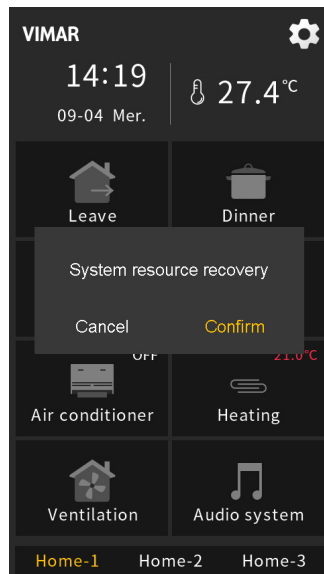 VIMAR
14:19
27.4℃
09-04 Mer.
Leave
Dinner
System resource recovery
Cancel
Confirm
OFF
21.0℃
Air conditioner
Heating
Ventilation
Audio system
Home-1
Home-2
Home-3